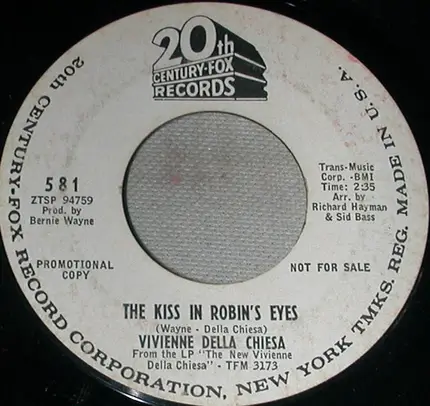 20th
CENTURY-FOX
RECORDS
20th CENTURY-FOX RECORD CORPORATION, NEW YORK TMKS. REG. MADE IN U.S.A.
581
ZTSP 94759
Prod. by
Bernie Wayne
Trans-Music
Corp. -BMI
Time: 2:35
Arr. by
Richard Hayman
& Sid Bass
PROMOTIONAL
COPY
NOT FOR SALE
THE KISS IN ROBIN'S EYES
(Wayne - Della Chiesa)
VIVIENNE DELLA CHIESA
From the LP "The New Vivienne
Della Chiesa" - TFM 3173